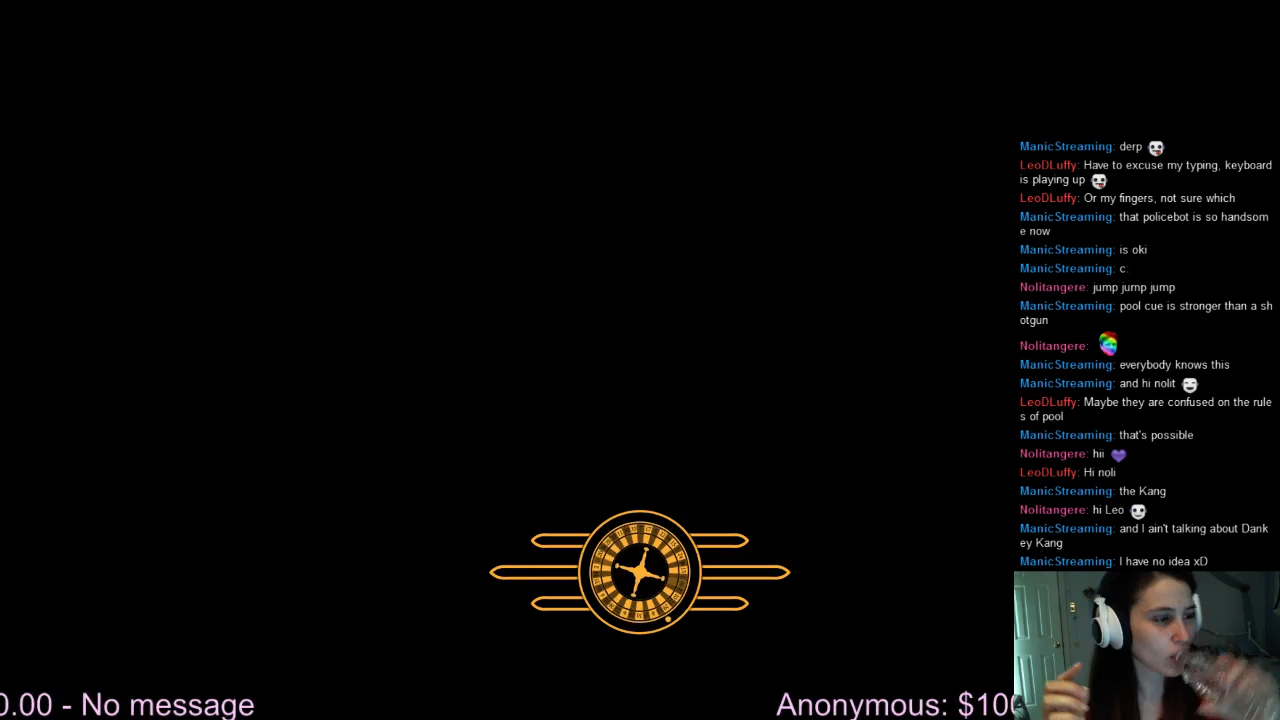 ManicStreaming: derp
LeoDLuffy: Have to excuse my typing, keyboard
is playing up
LeoDLuffy: Or my fingers, not sure which
ManicStreaming: that policebot is so handsom
e now
ManicStreaming: is oki
ManicStreaming: c:
Nolitangere: jump jump jump
ManicStreaming: pool cue is stronger than a sh
otgun
Nolitangere:
ManicStreaming: everybody knows this
ManicStreaming: and hi nolit
LeoDLuffy: Maybe they are confused on the rule
s of pool
ManicStreaming: that's possible
Nolitangere: hii
LeoDLuffy: Hi noli
ManicStreaming: the Kang
Nolitangere: hi Leo
ManicStreaming: and I ain't talking about Dank
ey Kang
ManicStreaming: I have no idea xD
0.00 - No message
Anonymous: $100